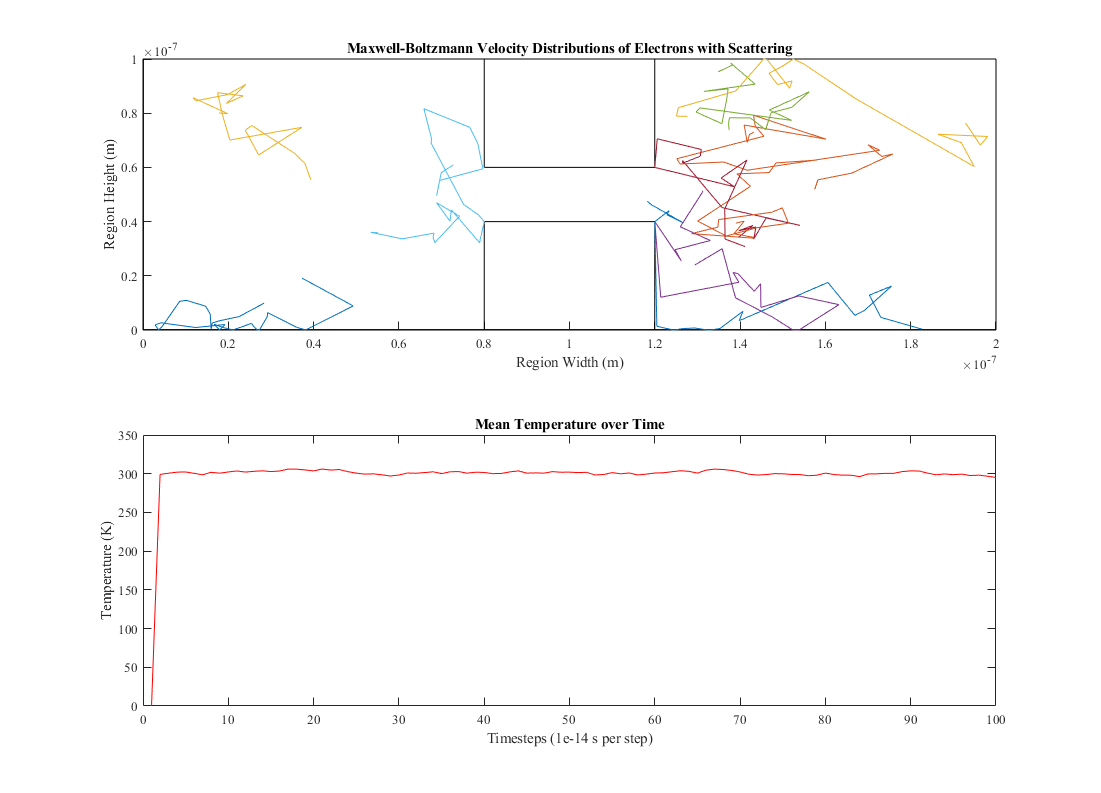 Maxwell-Boltzmann Velocity Distributions of Electrons with Scattering
×10⁻⁷
1
0.8
0.6
0.4
0.2
0
Region Height (m)
0 0.2 0.4 0.6 0.8 1 1.2 1.4 1.6 1.8 2
Region Width (m)
×10⁻⁷
Mean Temperature over Time
350
300
250
200
150
100
50
0
Temperature (K)
0 10 20 30 40 50 60 70 80 90 100
Timesteps (1e-14 s per step)